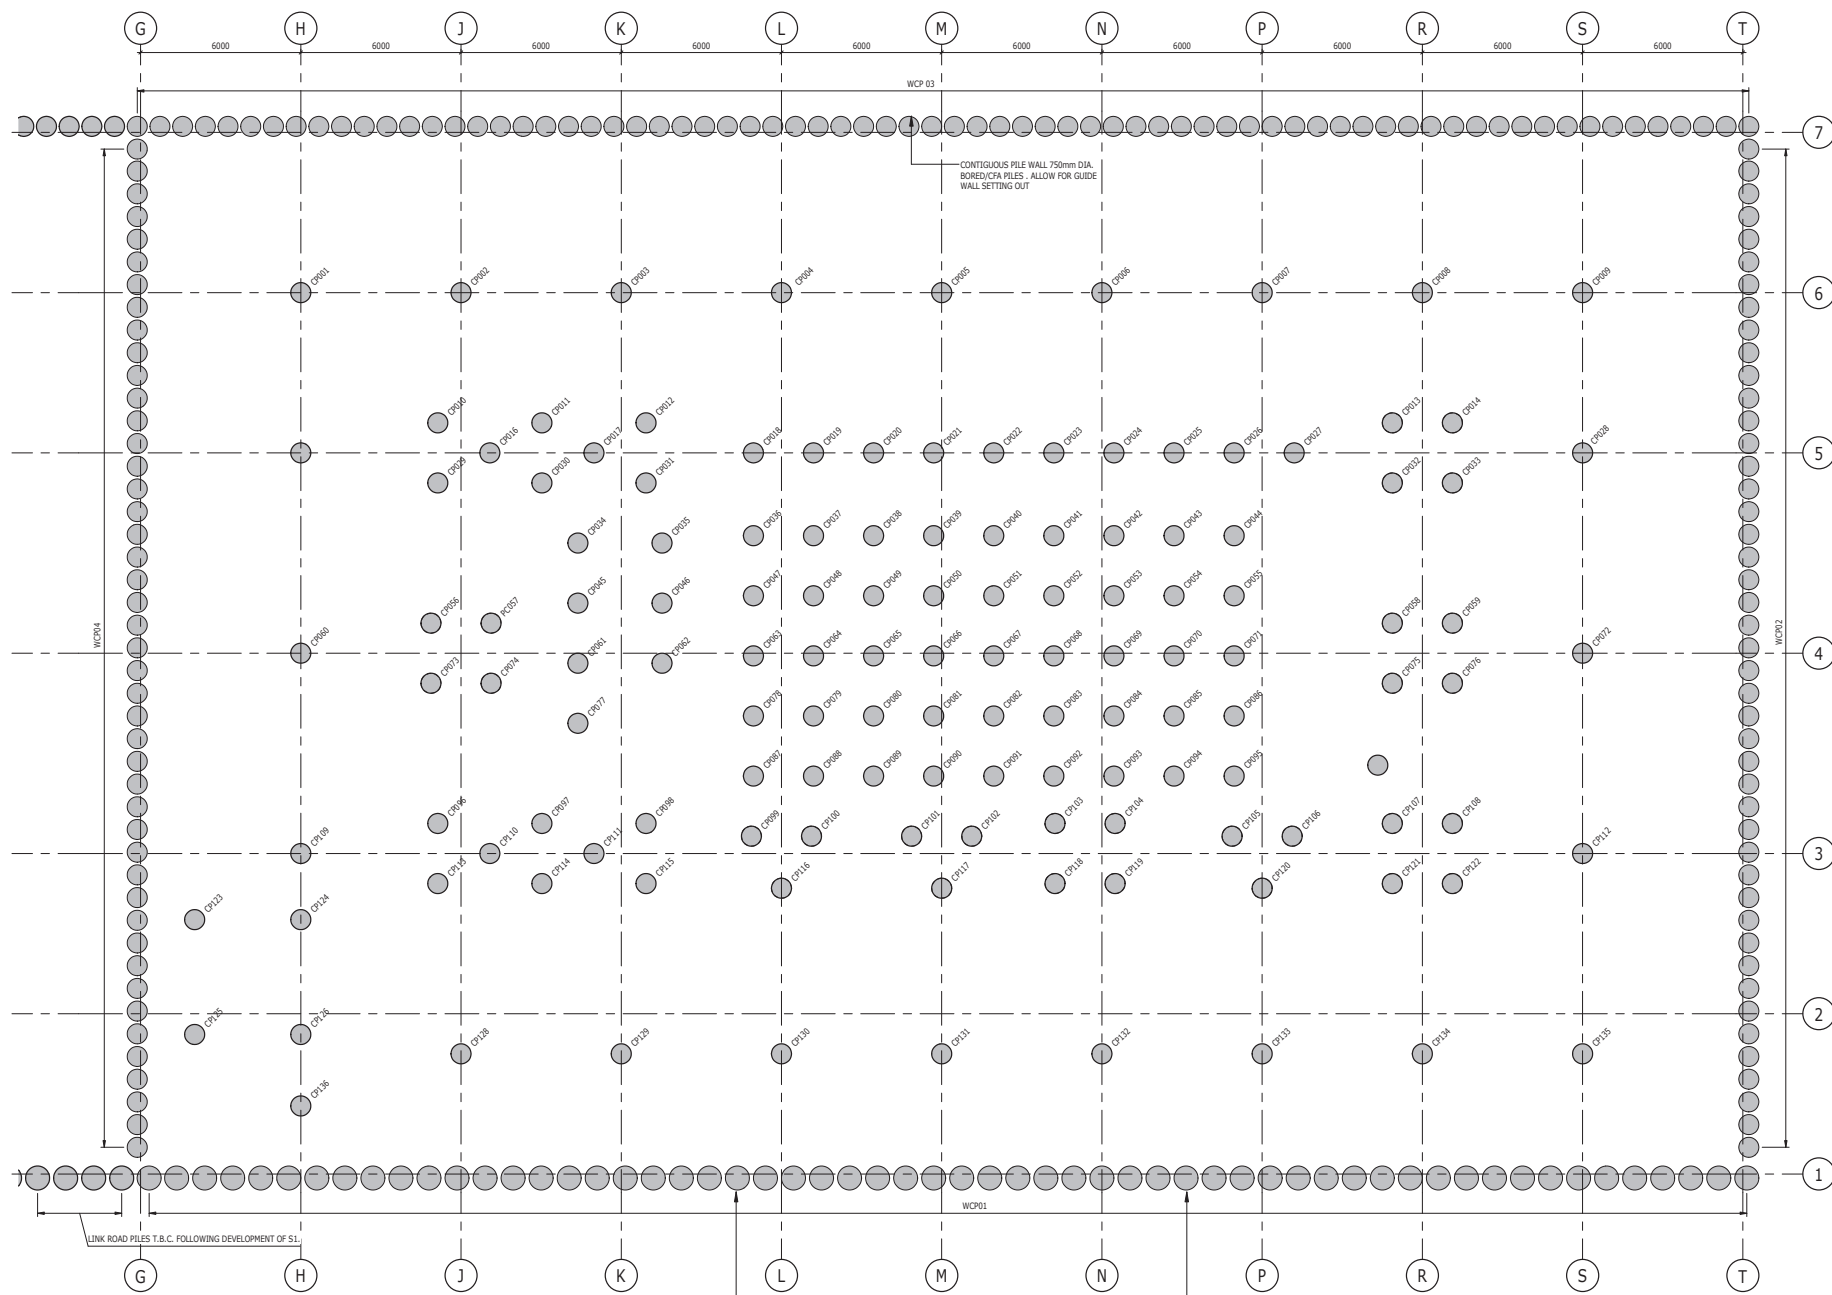 G H J K L M N P R S T
6000 6000 6000 6000 6000 6000 6000 6000 6000 6000
WCP 03
7
CONTIGUOUS PILE WALL 750mm DIA.
BORED/CFA PILES . ALLOW FOR GUIDE
WALL SETTING OUT
CP001 CP002 CP003 CP004 CP005 CP006 CP007 CP008 CP009
6
CP010 CP011 CP012 CP013 CP014
CP016 CP017 CP018 CP019 CP020 CP021 CP022 CP023 CP024 CP025 CP026 CP027 CP028
5
CP029 CP030 CP031 CP032 CP033
CP034 CP035 CP036 CP037 CP038 CP039 CP040 CP041 CP042 CP043 CP044
CP045 CP046 CP047 CP048 CP049 CP050 CP051 CP052 CP053 CP054 CP055
CP056 PC057 CP058 CP059
WCP04
WCP02
CP060 CP061 CP062 CP063 CP064 CP065 CP066 CP067 CP068 CP069 CP070 CP071 CP072
4
CP073 CP074 CP075 CP076
CP077 CP078 CP079 CP080 CP081 CP082 CP083 CP084 CP085 CP086
CP087 CP088 CP089 CP090 CP091 CP092 CP093 CP094 CP095
CP096 CP097 CP098 CP099 CP100 CP101 CP102 CP103 CP104 CP105 CP106 CP107 CP108
CP109 CP110 CP111 CP112
3
CP113 CP114 CP115 CP116 CP117 CP118 CP119 CP120 CP121 CP122
CP123 CP124
2
CP125 CP126 CP128 CP129 CP130 CP131 CP132 CP133 CP134 CP135
CP136
1
WCP01
LINK ROAD PILES T.B.C. FOLLOWING DEVELOPMENT OF S1.
G H J K L M N P R S T